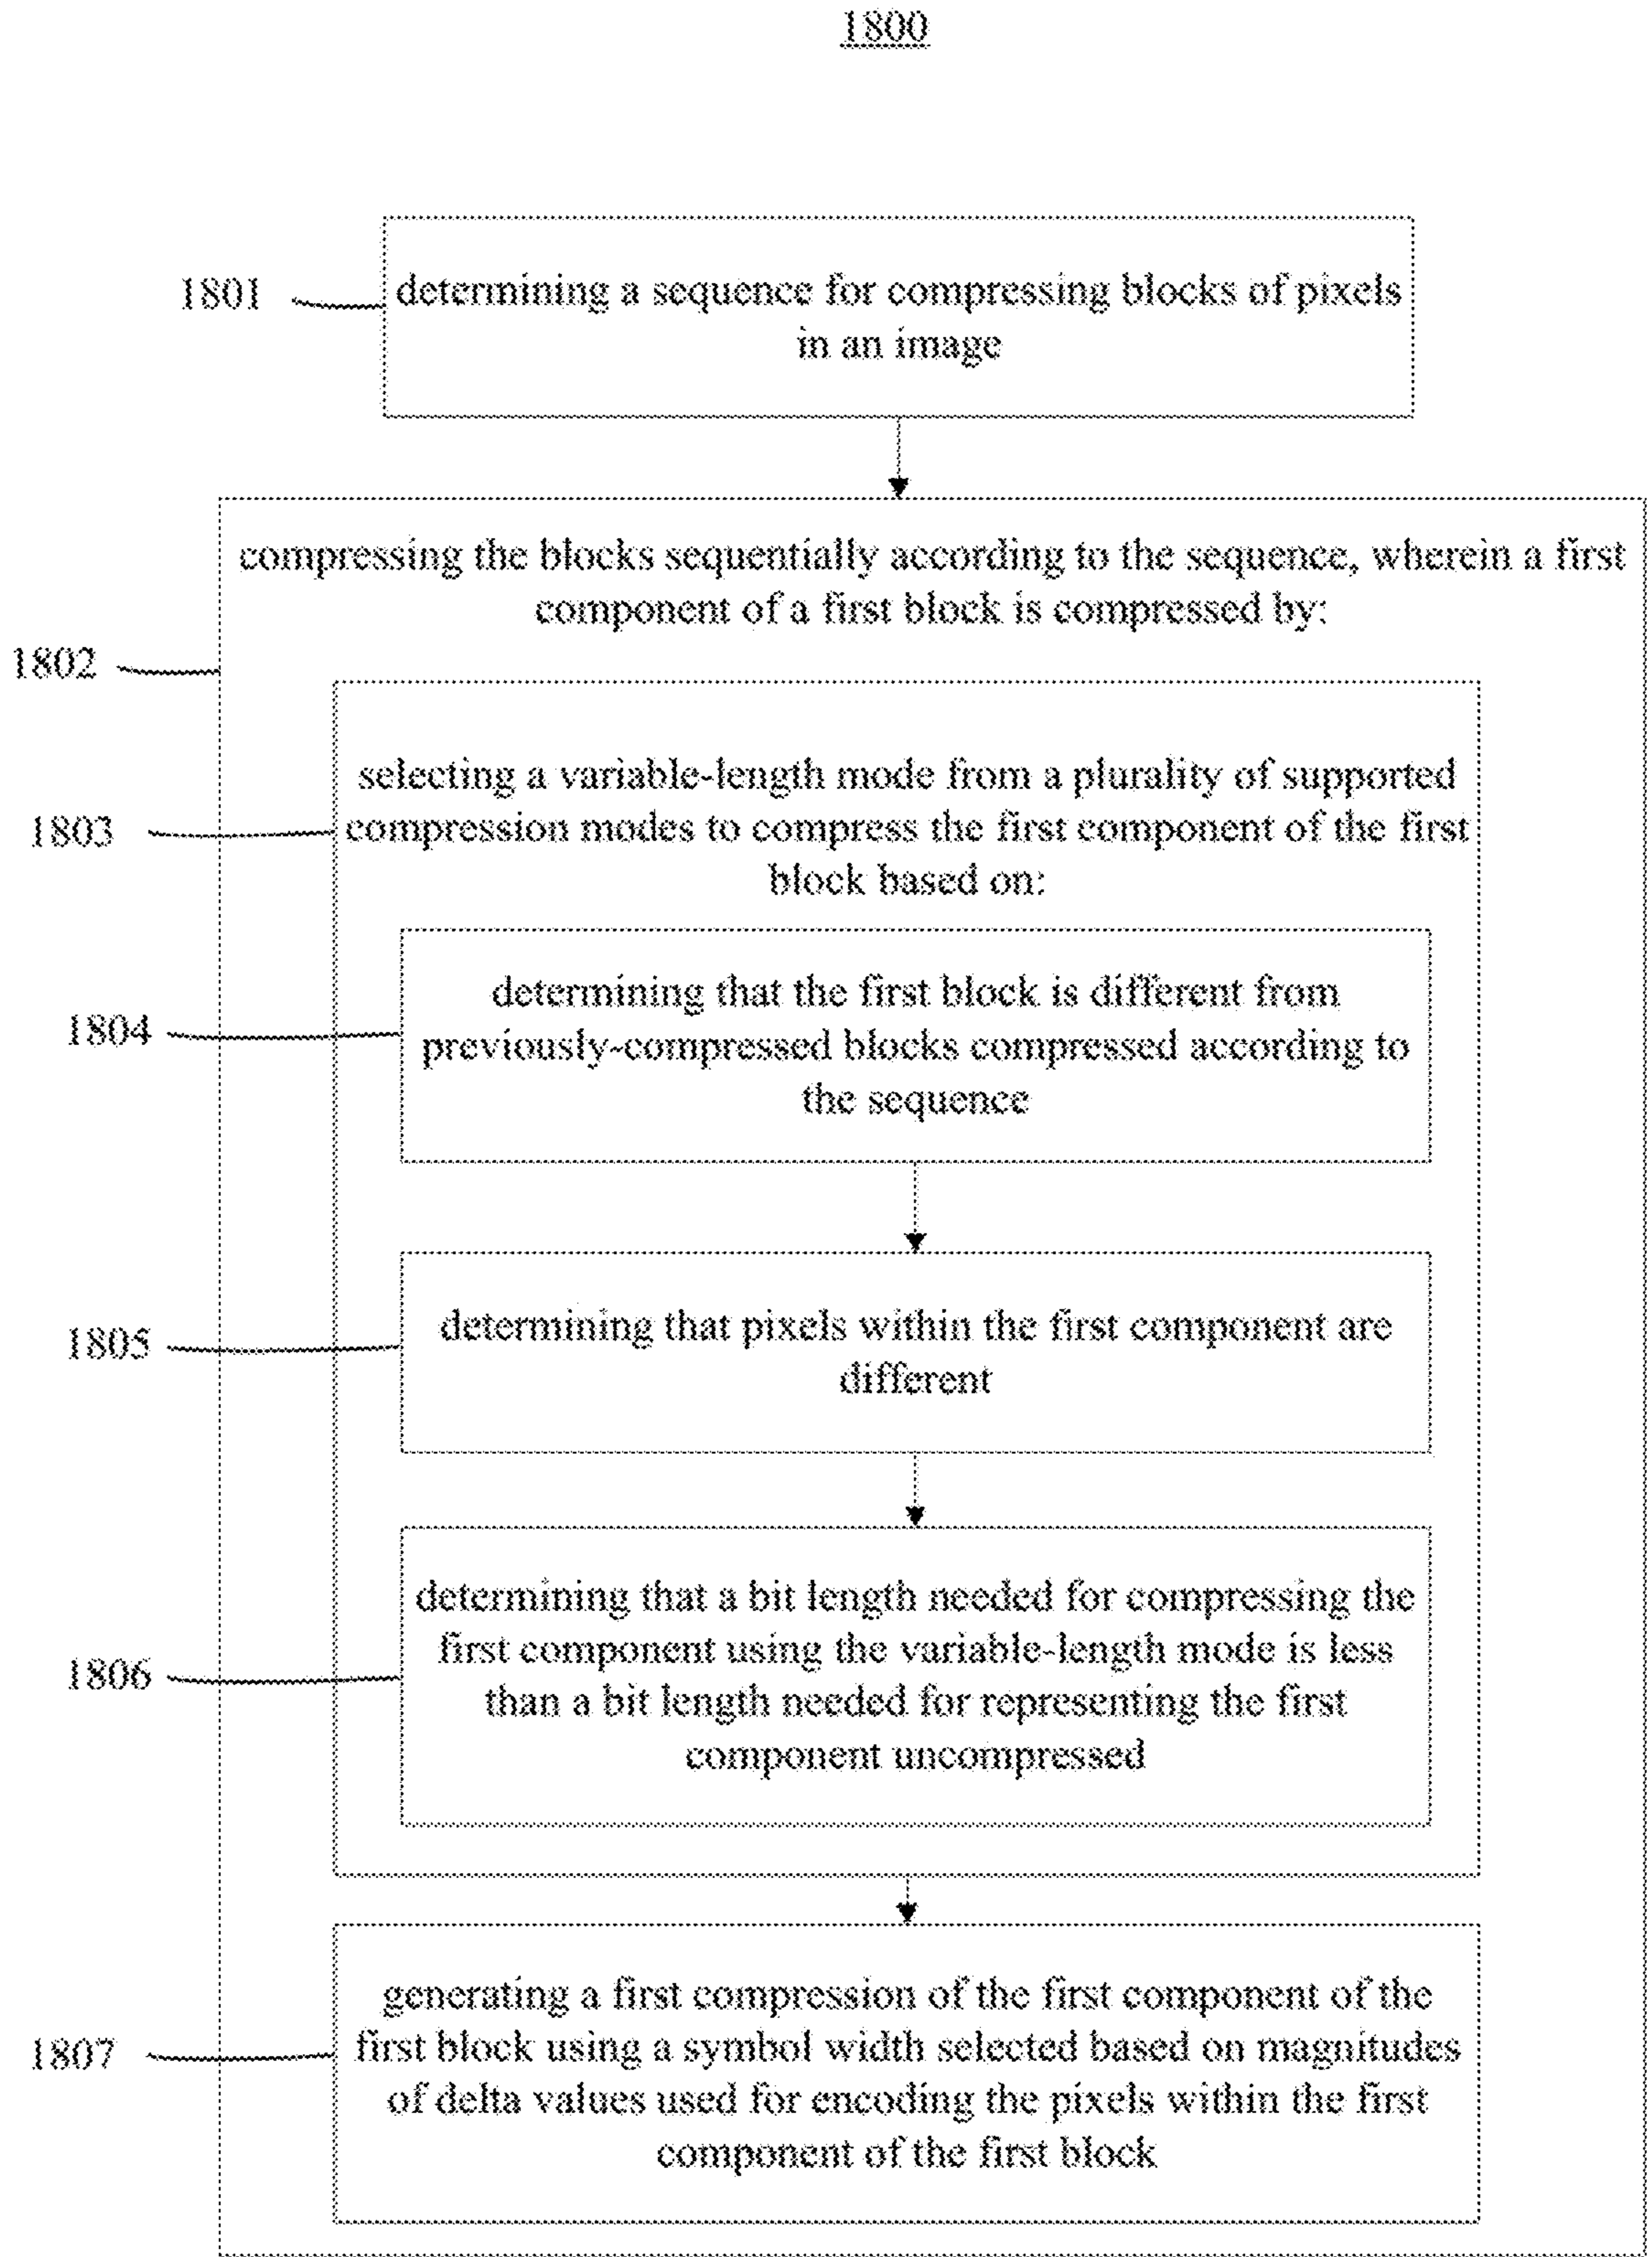 1800
1801
determining a sequence for compressing blocks of pixels
in an image
compressing the blocks sequentially according to the sequence, wherein a first
component of a first block is compressed by:
1802
selecting a variable-length mode from a plurality of supported
1803
compression modes to compress the first component of the first
block based on:
determining that the first block is different from
1804
previously-compressed blocks compressed according to
the sequence
1805
determining that pixels within the first component are
different
determining that a bit length needed for compressing the
first component using the variable-length mode is less
1806
than a bit length needed for representing the first
component uncompressed
generating a first compression of the first component of the
1807
first block using a symbol width selected based on magnitudes
of delta values used for encoding the pixels within the first
component of the first block